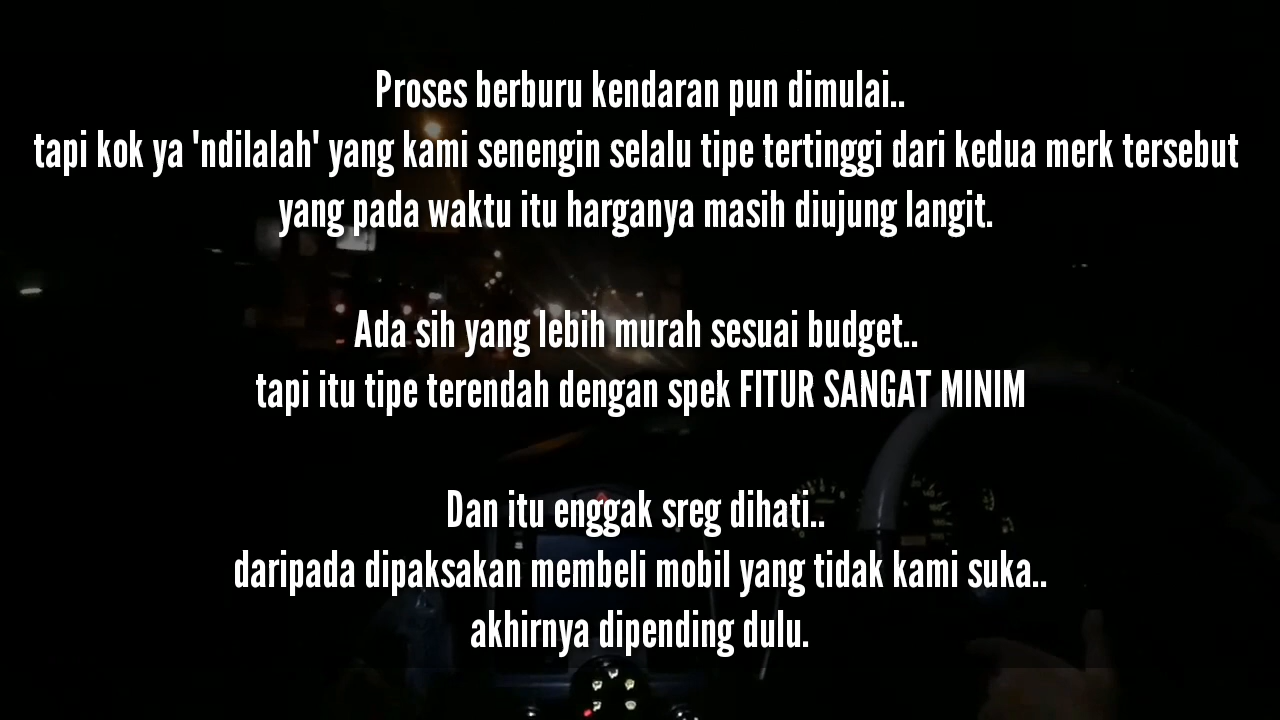 Proses berburu kendaran pun dimulai..
tapi kok ya 'ndilalah' yang kami senengin selalu tipe tertinggi dari kedua merk tersebut
yang pada waktu itu harganya masih diujung langit.
Ada sih yang lebih murah sesuai budget..
tapi itu tipe terendah dengan spek FITUR SANGAT MINIM
Dan itu enggak sreg dihati..
daripada dipaksakan membeli mobil yang tidak kami suka..
akhirnya dipending dulu.